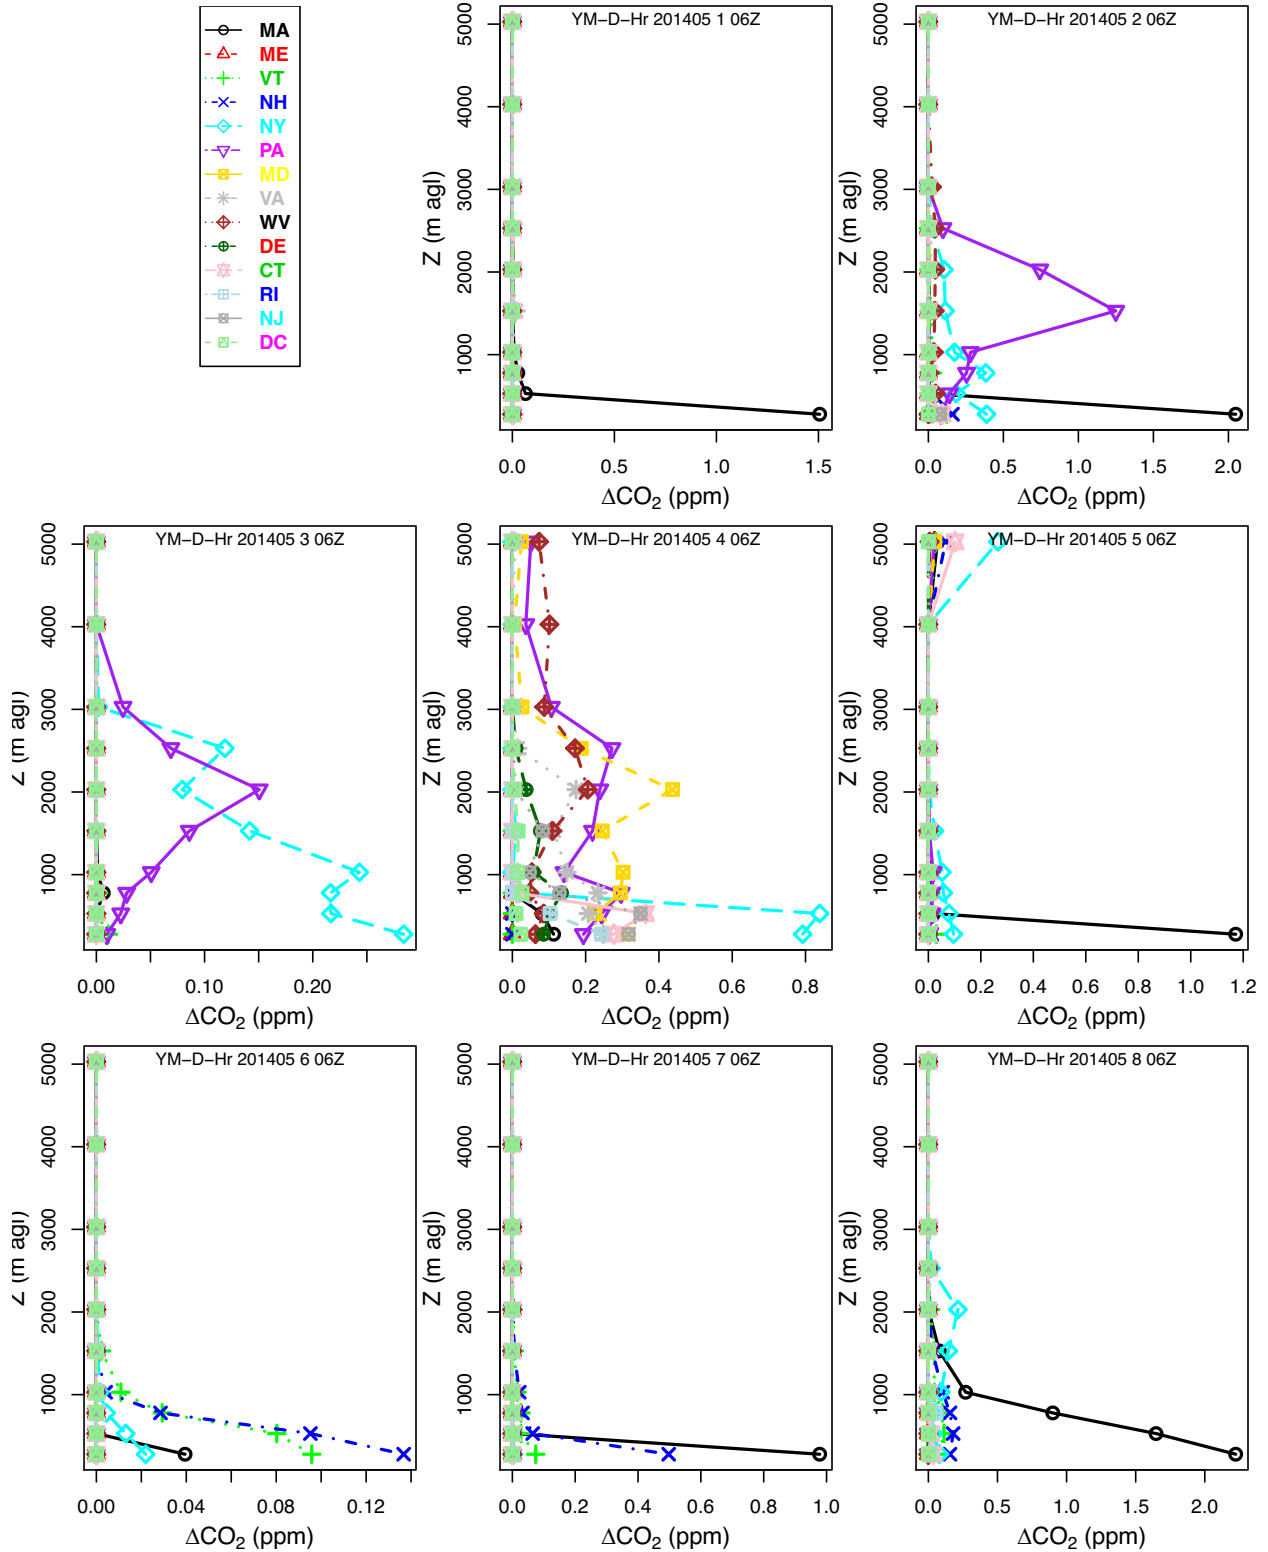 MA
ME
VT
NH
NY
PA
MD
VA
WV
DE
CT
RI
NJ
DC
YM−D−Hr 201405 1 06Z
Z (m agl)
1000 2000 3000 4000 5000
0.0 0.5 1.0 1.5
ΔCO2 (ppm)
YM−D−Hr 201405 2 06Z
Z (m agl)
1000 2000 3000 4000 5000
0.0 0.5 1.0 1.5 2.0
ΔCO2 (ppm)
YM−D−Hr 201405 3 06Z
Z (m agl)
1000 2000 3000 4000 5000
0.00 0.10 0.20
ΔCO2 (ppm)
YM−D−Hr 201405 4 06Z
Z (m agl)
1000 2000 3000 4000 5000
0.0 0.2 0.4 0.6 0.8
ΔCO2 (ppm)
YM−D−Hr 201405 5 06Z
Z (m agl)
1000 2000 3000 4000 5000
0.0 0.2 0.4 0.6 0.8 1.0 1.2
ΔCO2 (ppm)
YM−D−Hr 201405 6 06Z
Z (m agl)
1000 2000 3000 4000 5000
0.00 0.04 0.08 0.12
ΔCO2 (ppm)
YM−D−Hr 201405 7 06Z
Z (m agl)
1000 2000 3000 4000 5000
0.0 0.2 0.4 0.6 0.8 1.0
ΔCO2 (ppm)
YM−D−Hr 201405 8 06Z
Z (m agl)
1000 2000 3000 4000 5000
0.0 0.5 1.0 1.5 2.0
ΔCO2 (ppm)